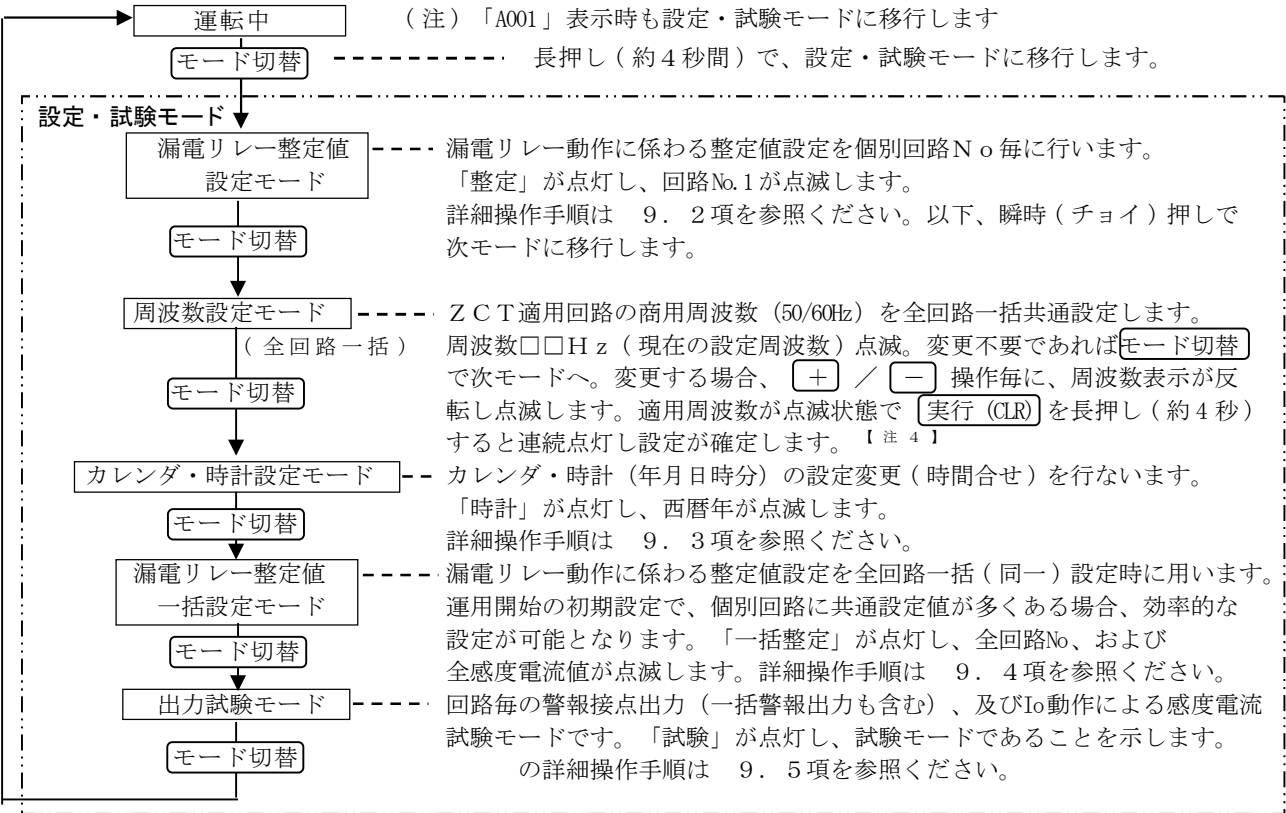 運転中
（注）「A001」表示時も設定・試験モードに移行します
モード切替
長押し（約４秒間）で、設定・試験モードに移行します。
設定・試験モード
漏電リレー整定値
設定モード
漏電リレー動作に係わる整定値設定を個別回路Ｎｏ毎に行います。
「整定」が点灯し、回路№1が点滅します。
詳細操作手順は　９．２項を参照ください。以下、瞬時（チョイ）押しで
次モードに移行します。
モード切替
周波数設定モード
（全回路一括）
ＺＣＴ適用回路の商用周波数（50/60Hz）を全回路一括共通設定します。
周波数□□Ｈｚ（現在の設定周波数）点滅。変更不要であればモード切替
で次モードへ。変更する場合、＋／－操作毎に、周波数表示が反
転し点滅します。適用周波数が点滅状態で 実行（CLR）を長押し（約４秒）
すると連続点灯し設定が確定します。【注４】
モード切替
カレンダ・時計設定モード
カレンダ・時計（年月日時分）の設定変更（時間合せ）を行ないます。
「時計」が点灯し、西暦年が点滅します。
詳細操作手順は　９．３項を参照ください。
モード切替
漏電リレー整定値
一括設定モード
漏電リレー動作に係わる整定値設定を全回路一括（同一）設定時に用います。
運用開始の初期設定で、個別回路に共通設定値が多くある場合、効率的な
設定が可能となります。「一括整定」が点灯し、全回路№、および
全感度電流値が点滅します。詳細操作手順は　９．４項を参照ください。
モード切替
出力試験モード
回路毎の警報接点出力（一括警報出力も含む）、及びIo動作による感度電流
試験モードです。「試験」が点灯し、試験モードであることを示します。
の詳細操作手順は　９．５項を参照ください。
モード切替